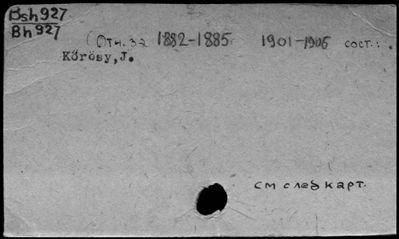 Bsh927
Bh927
(Отч. за 1882-1885 1901-1906 сост.:
Kőrösy, J.
см след карт.